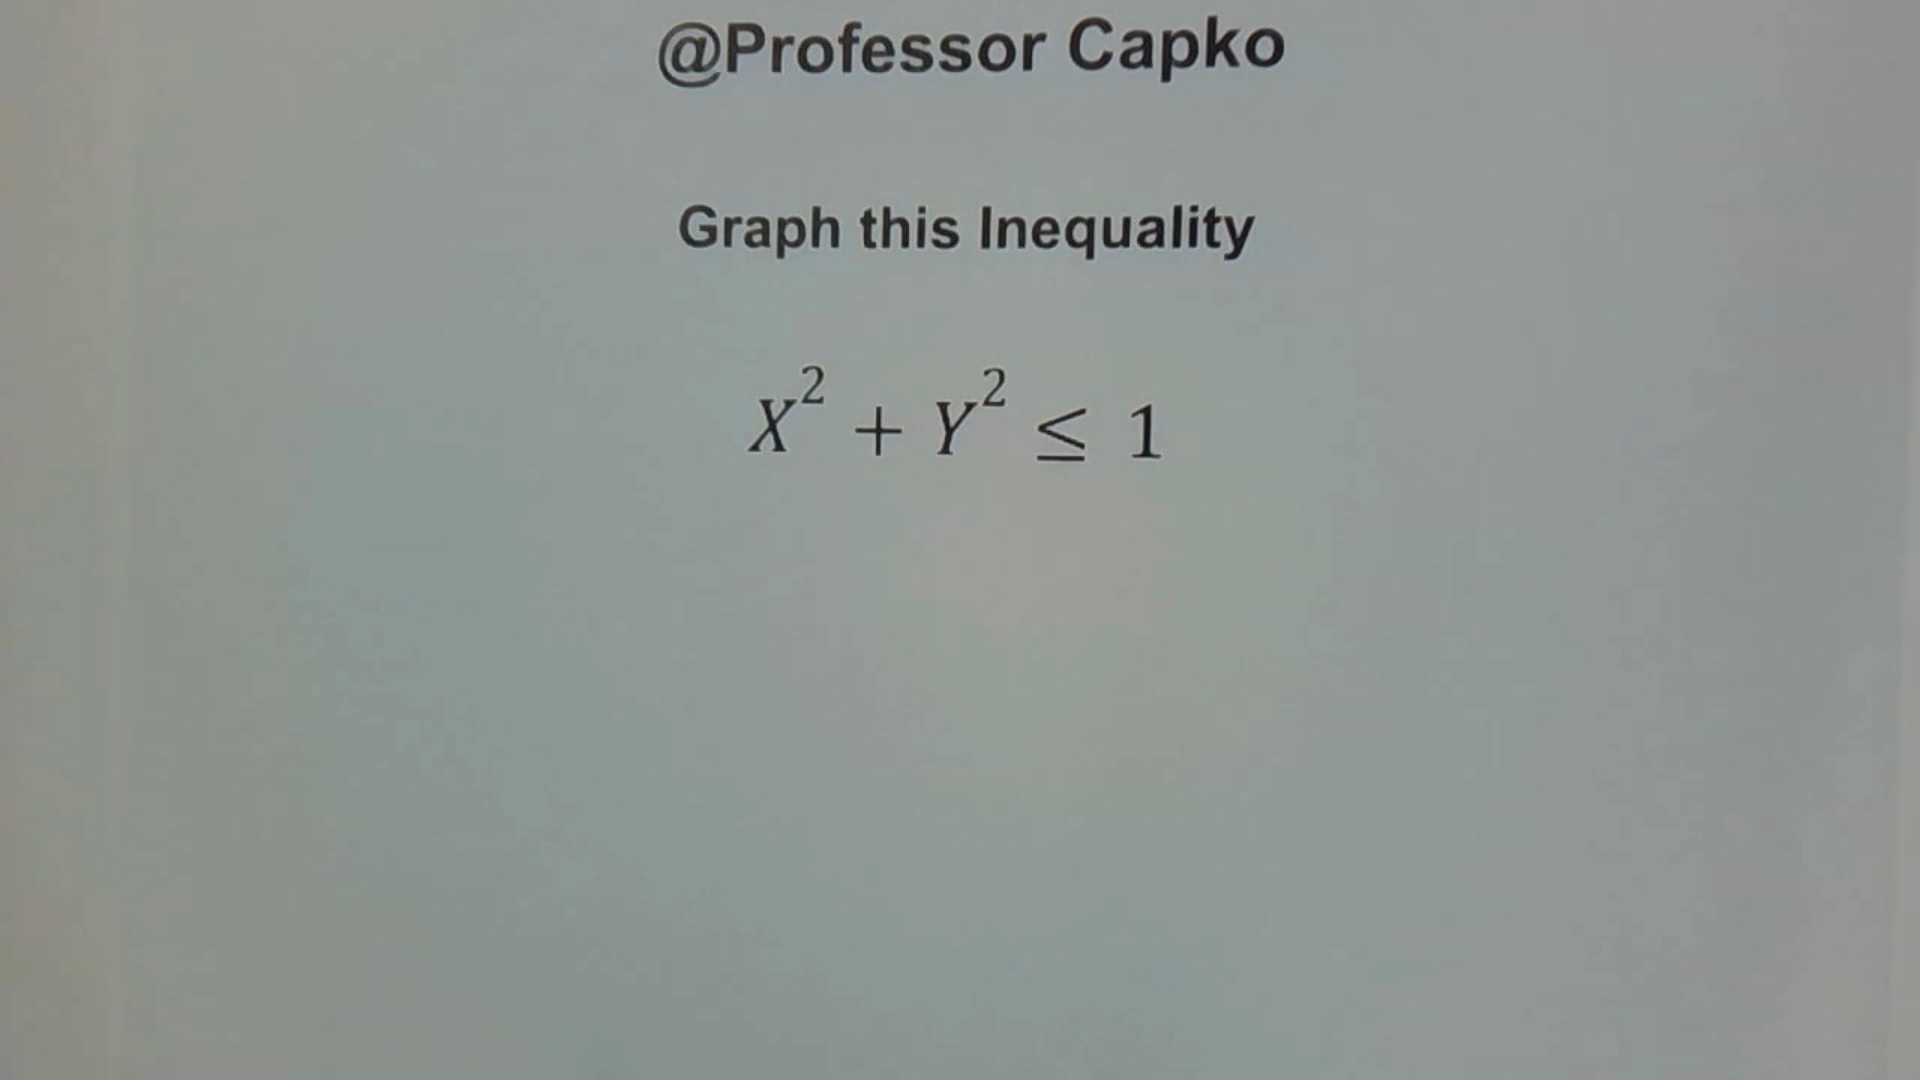 @Professor Capko
Graph this Inequality
X² + Y² ≤ 1